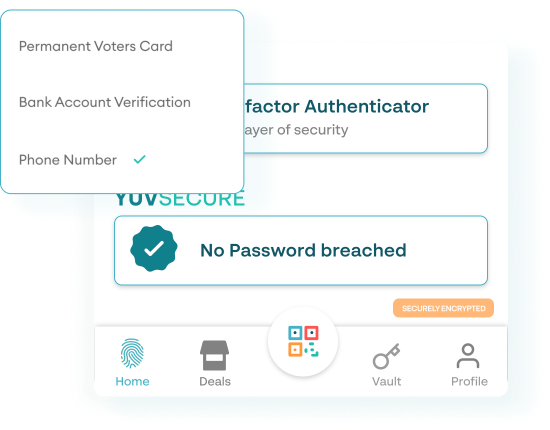 Permanent Voters Card
Bank Account Verification
Phone Number
factor Authenticator
ayer of security
YUVSECURE
No Password breached
SECURELY ENCRYPTED
Home
Deals
Vault
Profile